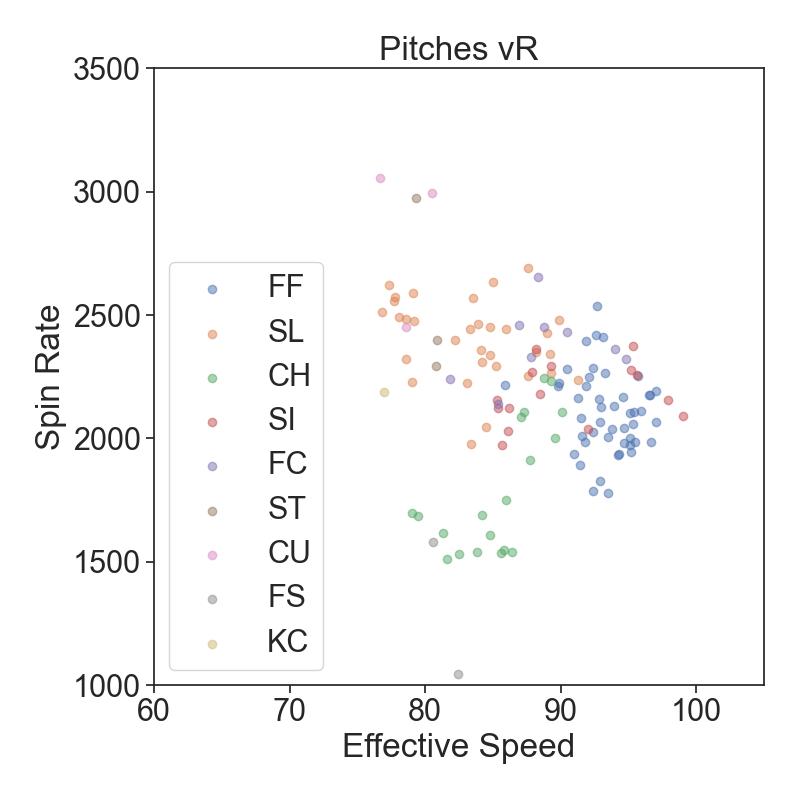 Pitches vR
3500
3000
2500
2000
1500
1000
Spin Rate
FF
SL
CH
SI
FC
ST
CU
FS
KC
60 70 80 90 100
Effective Speed